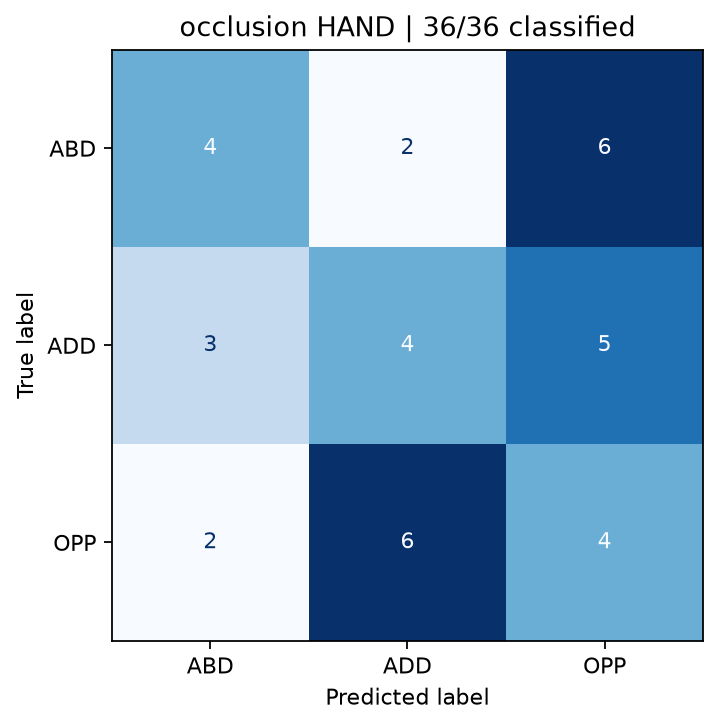 occlusion HAND | 36/36 classified
ABD 4 2 6
ADD 3 4 5
OPP 2 6 4
ABD ADD OPP
True label
Predicted label